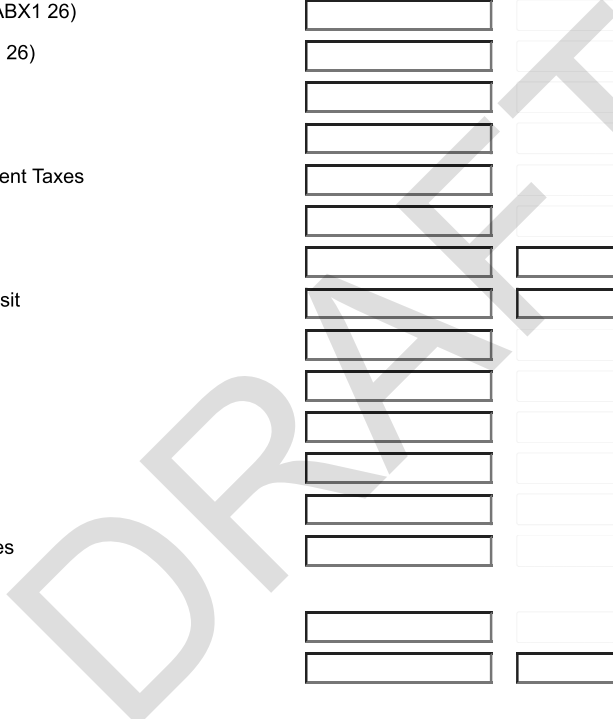 ABX1 26)
26)
ent Taxes
sit
es
DRAFT